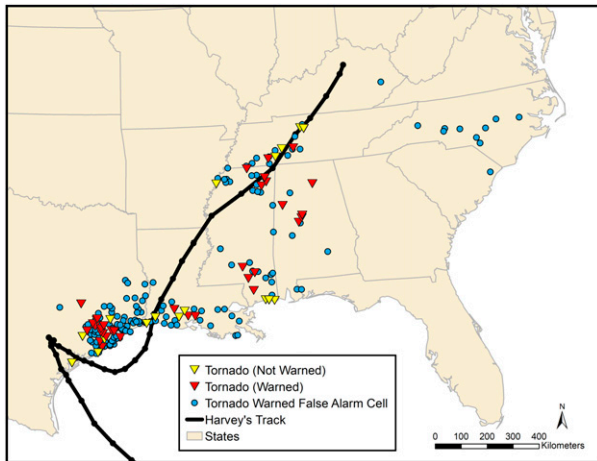 Tornado (Not Warned)
Tornado (Warned)
Tornado Warned False Alarm Cell
Harvey's Track
States
N
0 100 200 300 400
Kilometers